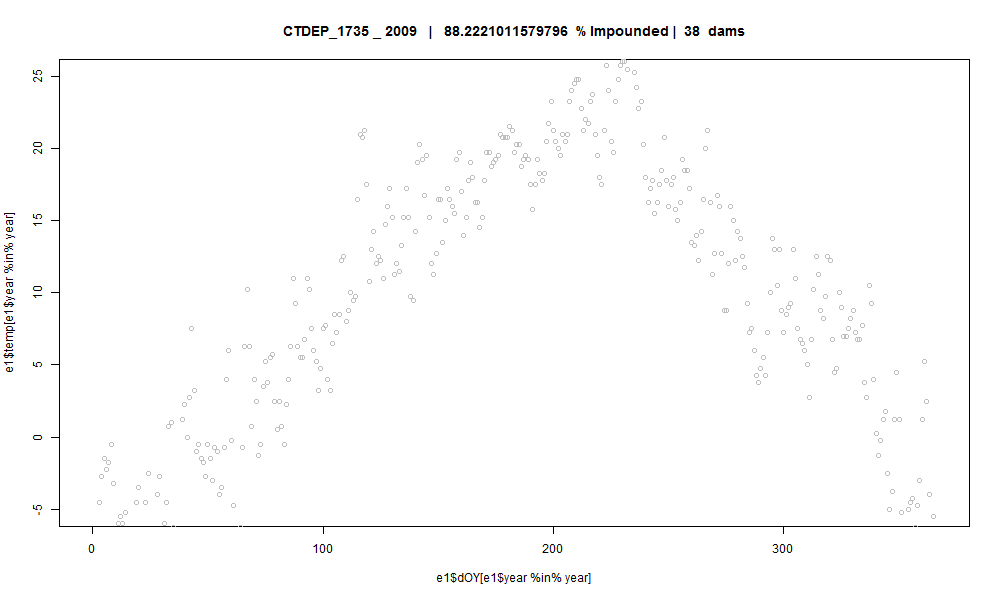 CTDEP_1735 _ 2009 | 88.2221011579796 % Impounded | 38 dams
e1$temp[e1$year %in% year]
25
20
15
10
5
0
-5
0 100 200 300
e1$dOY[e1$year %in% year]